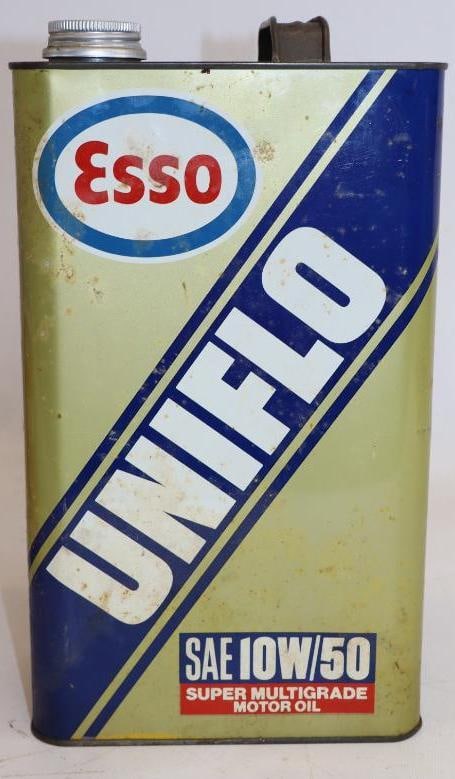 Esso
UNIFLO
SAE 10W/50
SUPER MULTIGRADE
MOTOR OIL